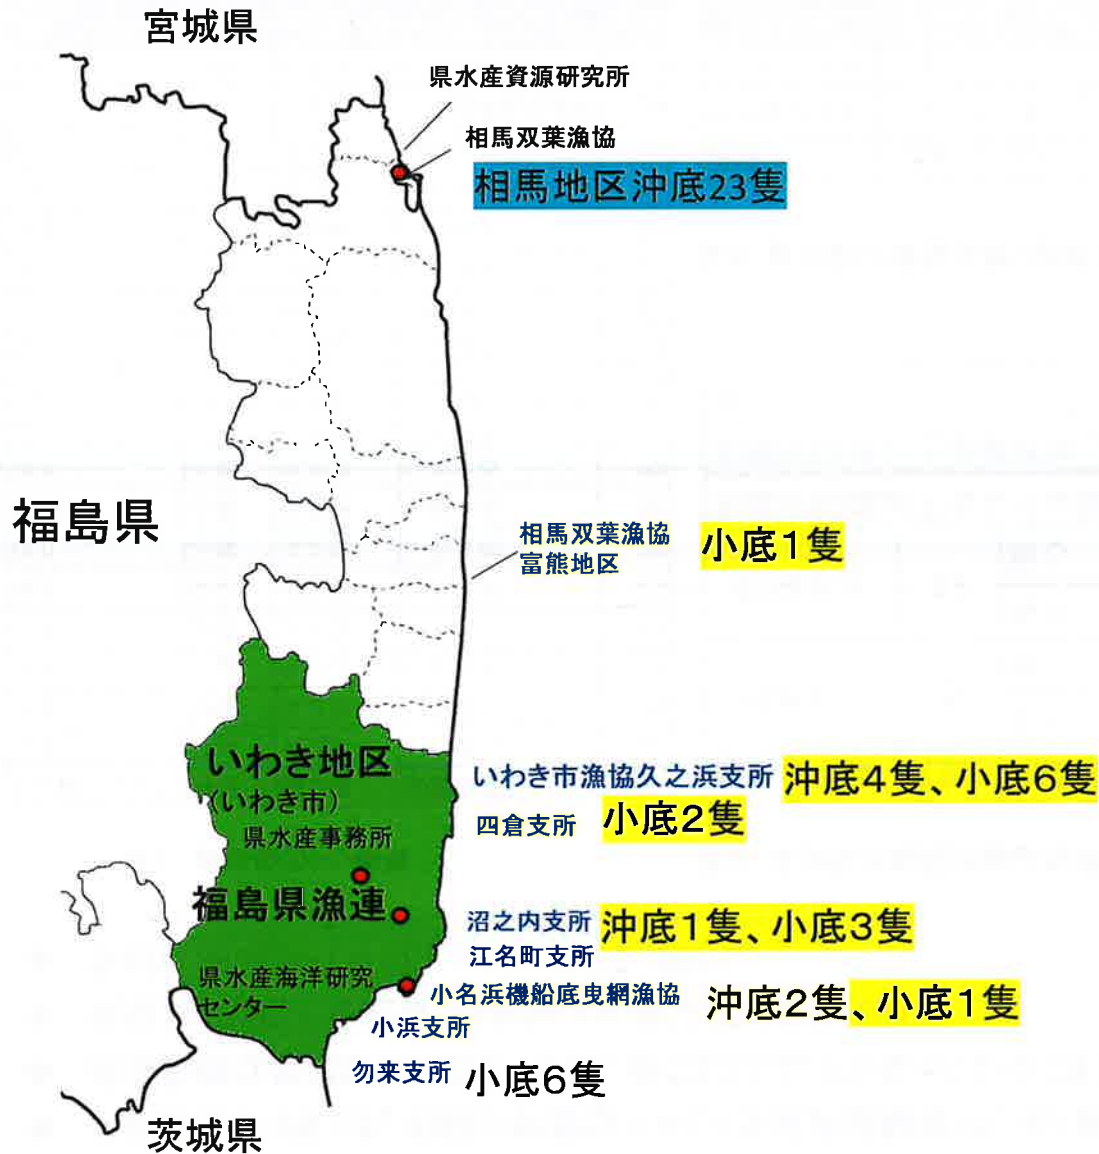 宮城県
県水産資源研究所
相馬双葉漁協
相馬地区沖底23隻
福島県
相馬双葉漁協
富熊地区
小底1隻
いわき地区
(いわき市)
県水産事務所
福島県漁連
県水産海洋研究
センター
いわき市漁協久之浜支所 沖底4隻、小底6隻
四倉支所 小底2隻
沼之内支所 沖底1隻、小底3隻
江名町支所
小名浜機船底曳網漁協 沖底2隻、小底1隻
小浜支所
勿来支所 小底6隻
茨城県